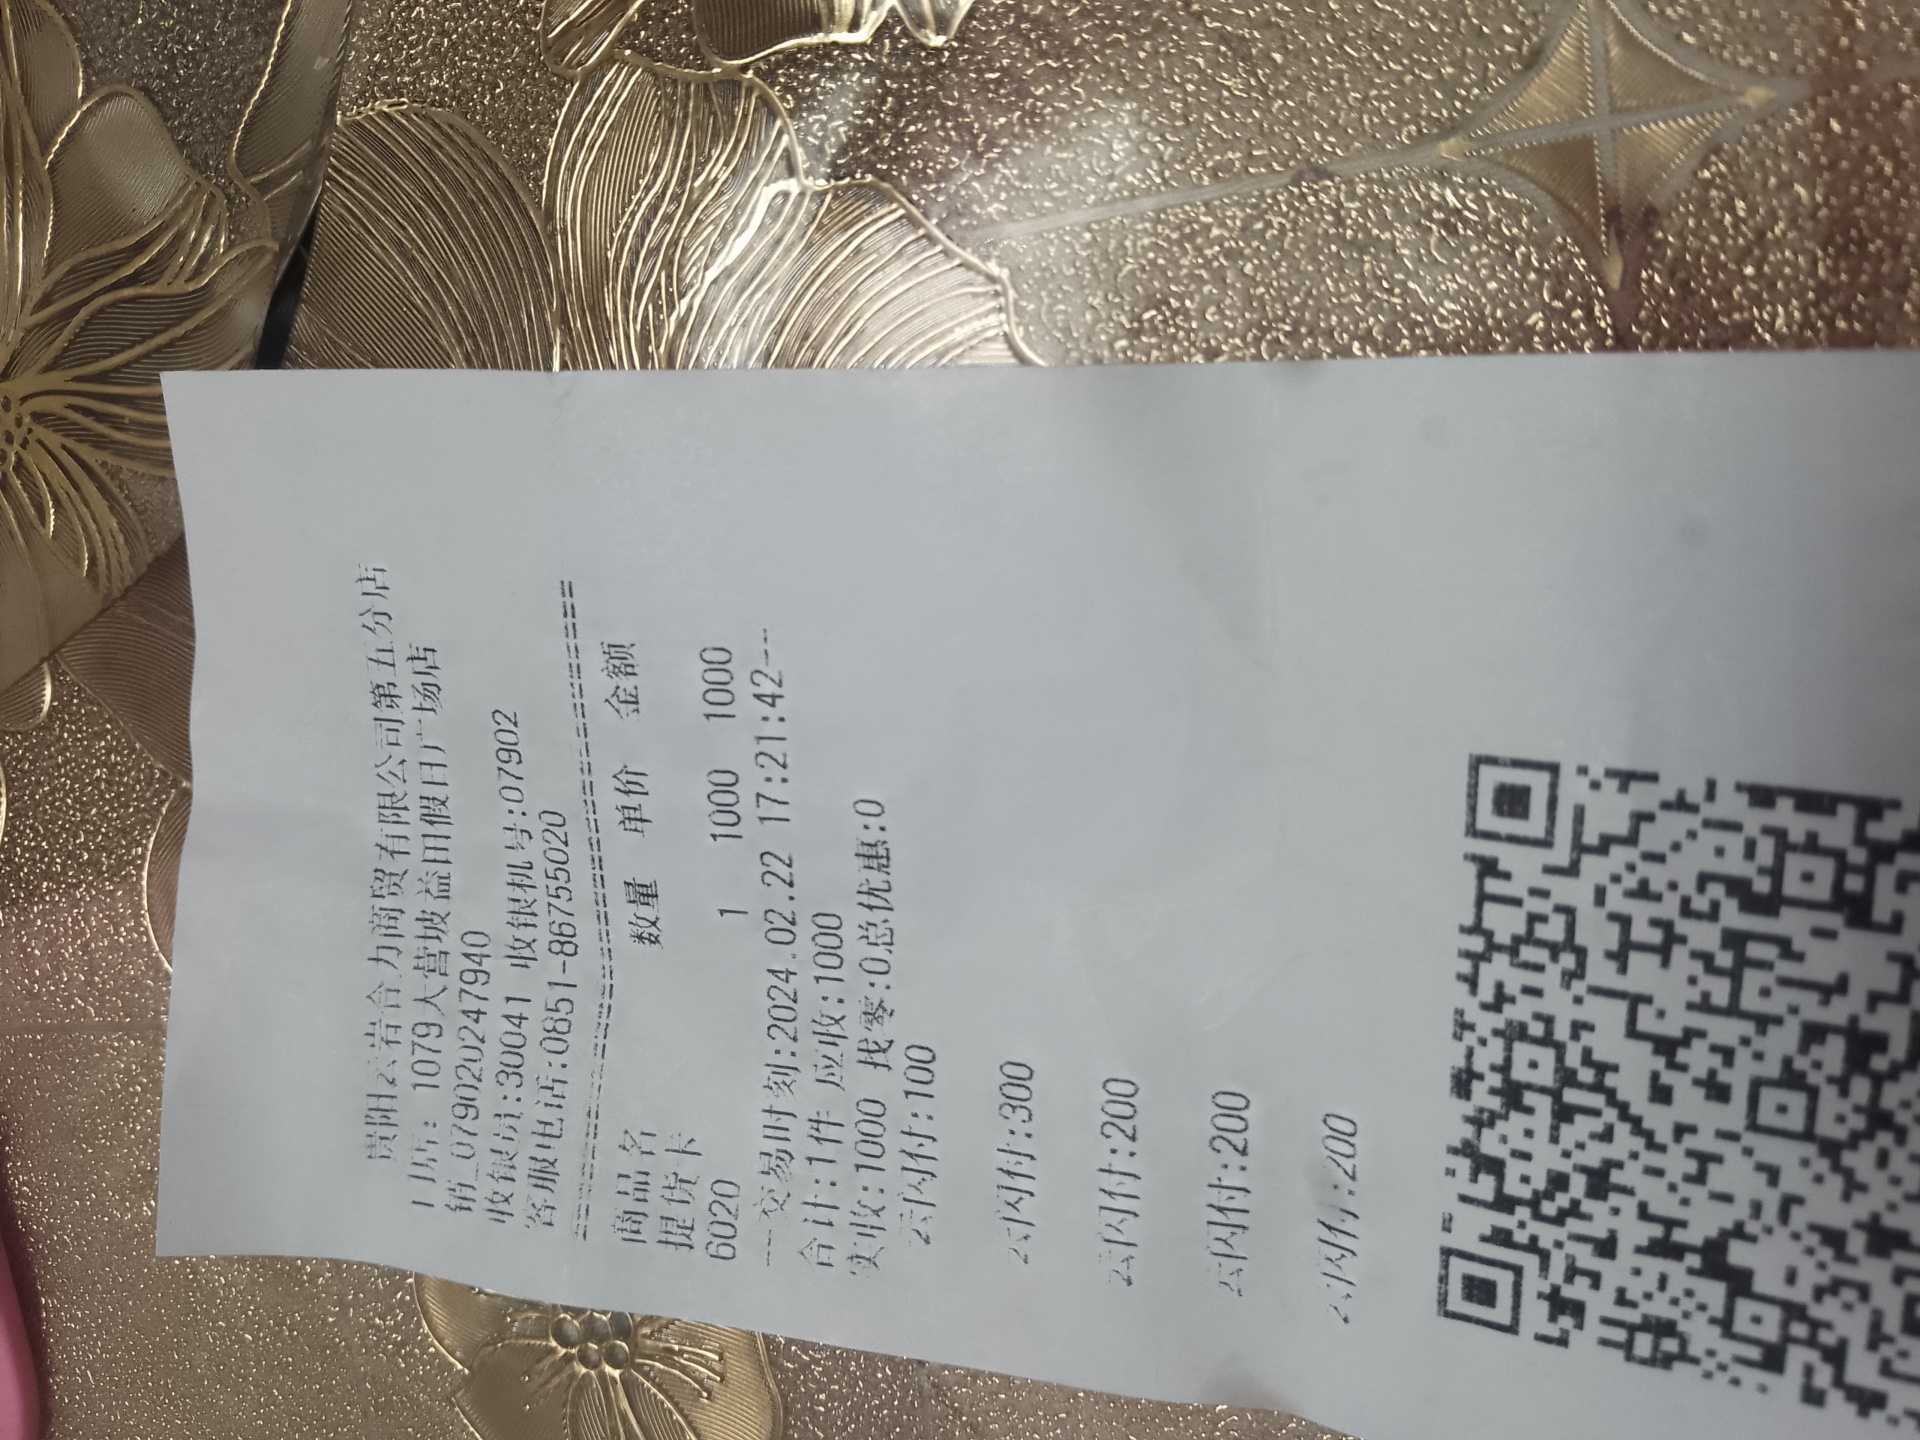 贵阳云岩合力商贸有限公司第五分店
门店: 1079大营坡益田假日广场店
销_0790202247940
收银员:30041 收银机号:07902
客服电话:0851-86755020
================================
商品名 数量 单价 金额
提货卡
6020 1 1000 1000
---交易时刻:2024.02.22 17:21:42---
合计:1件 应收:1000
实收:1000 找零:0总优惠:0
云闪付:100
云闪付:300
云闪付:200
云闪付:200
云闪付:200